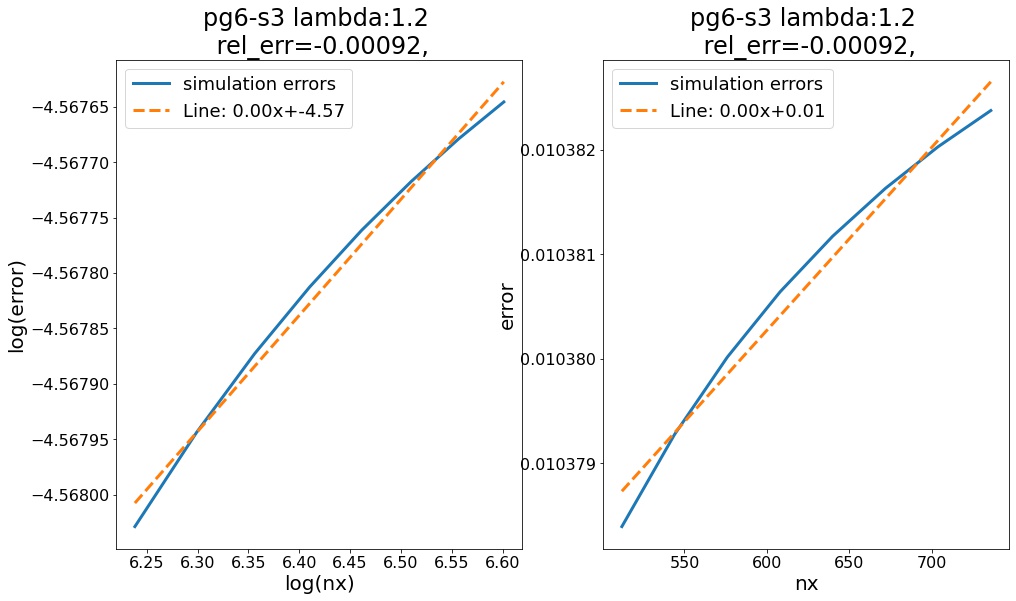 pg6-s3 lambda:1.2
rel_err=-0.00092,
simulation errors
Line: 0.00x+-4.57
−4.56765
−4.56770
−4.56775
−4.56780
−4.56785
−4.56790
−4.56795
−4.56800
log(error)
6.25 6.30 6.35 6.40 6.45 6.50 6.55 6.60
log(nx)
pg6-s3 lambda:1.2
rel_err=-0.00092,
simulation errors
Line: 0.00x+0.01
0.010382
0.010381
0.010380
0.010379
error
550 600 650 700
nx